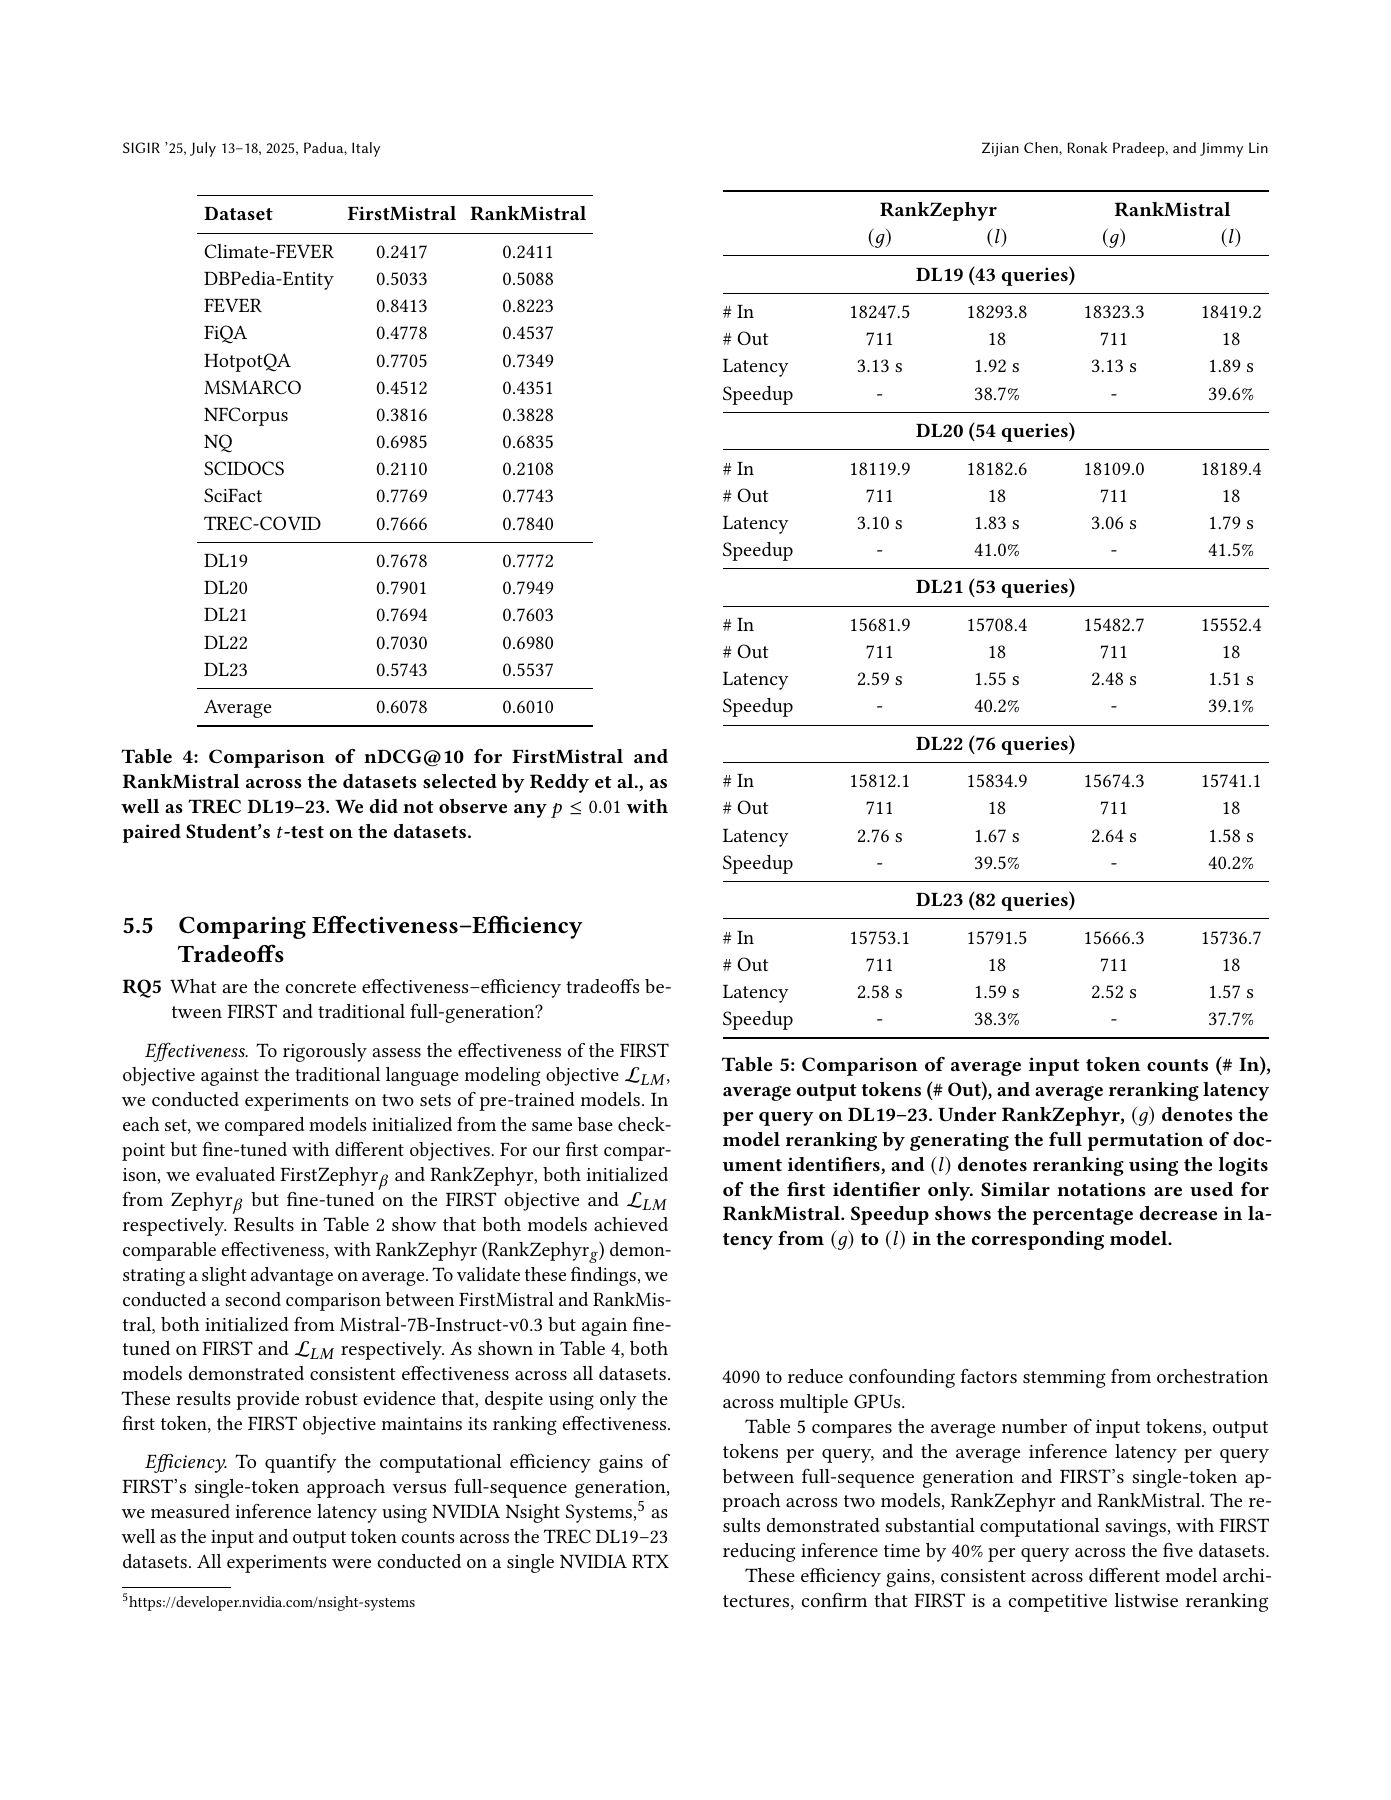 SIGIR ’25, July 13–18, 2025, Padua, Italy
Zijian Chen, Ronak Pradeep, and Jimmy Lin
Dataset FirstMistral RankMistral
Climate-FEVER 0.2417 0.2411
DBPedia-Entity 0.5033 0.5088
FEVER 0.8413 0.8223
FiQA 0.4778 0.4537
HotpotQA 0.7705 0.7349
MSMARCO 0.4512 0.4351
NFCorpus 0.3816 0.3828
NQ 0.6985 0.6835
SCIDOCS 0.2110 0.2108
SciFact 0.7769 0.7743
TREC-COVID 0.7666 0.7840
DL19 0.7678 0.7772
DL20 0.7901 0.7949
DL21 0.7694 0.7603
DL22 0.7030 0.6980
DL23 0.5743 0.5537
Average 0.6078 0.6010
Table 4: Comparison of nDCG@10 for FirstMistral and
RankMistral across the datasets selected by Reddy et al., as
well as TREC DL19–23. We did not observe any p ≤ 0.01 with
paired Student’s t-test on the datasets.
5.5 Comparing Effectiveness–Efficiency
Tradeoffs
RQ5 What are the concrete effectiveness–efficiency tradeoffs be-
tween FIRST and traditional full-generation?
Effectiveness. To rigorously assess the effectiveness of the FIRST
objective against the traditional language modeling objective ℒLM,
we conducted experiments on two sets of pre-trained models. In
each set, we compared models initialized from the same base check-
point but fine-tuned with different objectives. For our first compar-
ison, we evaluated FirstZephyrβ and RankZephyr, both initialized
from Zephyrβ but fine-tuned on the FIRST objective and ℒLM
respectively. Results in Table 2 show that both models achieved
comparable effectiveness, with RankZephyr (RankZephyrg) demon-
strating a slight advantage on average. To validate these findings, we
conducted a second comparison between FirstMistral and RankMis-
tral, both initialized from Mistral-7B-Instruct-v0.3 but again fine-
tuned on FIRST and ℒLM respectively. As shown in Table 4, both
models demonstrated consistent effectiveness across all datasets.
These results provide robust evidence that, despite using only the
first token, the FIRST objective maintains its ranking effectiveness.
Efficiency. To quantify the computational efficiency gains of
FIRST’s single-token approach versus full-sequence generation,
we measured inference latency using NVIDIA Nsight Systems,5 as
well as the input and output token counts across the TREC DL19–23
datasets. All experiments were conducted on a single NVIDIA RTX
5https://developer.nvidia.com/nsight-systems
RankZephyr RankMistral
(g) (l) (g) (l)
DL19 (43 queries)
# In 18247.5 18293.8 18323.3 18419.2
# Out 711 18 711 18
Latency 3.13 s 1.92 s 3.13 s 1.89 s
Speedup - 38.7% - 39.6%
DL20 (54 queries)
# In 18119.9 18182.6 18109.0 18189.4
# Out 711 18 711 18
Latency 3.10 s 1.83 s 3.06 s 1.79 s
Speedup - 41.0% - 41.5%
DL21 (53 queries)
# In 15681.9 15708.4 15482.7 15552.4
# Out 711 18 711 18
Latency 2.59 s 1.55 s 2.48 s 1.51 s
Speedup - 40.2% - 39.1%
DL22 (76 queries)
# In 15812.1 15834.9 15674.3 15741.1
# Out 711 18 711 18
Latency 2.76 s 1.67 s 2.64 s 1.58 s
Speedup - 39.5% - 40.2%
DL23 (82 queries)
# In 15753.1 15791.5 15666.3 15736.7
# Out 711 18 711 18
Latency 2.58 s 1.59 s 2.52 s 1.57 s
Speedup - 38.3% - 37.7%
Table 5: Comparison of average input token counts (# In),
average output tokens (# Out), and average reranking latency
per query on DL19–23. Under RankZephyr, (g) denotes the
model reranking by generating the full permutation of doc-
ument identifiers, and (l) denotes reranking using the logits
of the first identifier only. Similar notations are used for
RankMistral. Speedup shows the percentage decrease in la-
tency from (g) to (l) in the corresponding model.
4090 to reduce confounding factors stemming from orchestration
across multiple GPUs.
Table 5 compares the average number of input tokens, output
tokens per query, and the average inference latency per query
between full-sequence generation and FIRST’s single-token ap-
proach across two models, RankZephyr and RankMistral. The re-
sults demonstrated substantial computational savings, with FIRST
reducing inference time by 40% per query across the five datasets.
These efficiency gains, consistent across different model archi-
tectures, confirm that FIRST is a competitive listwise reranking